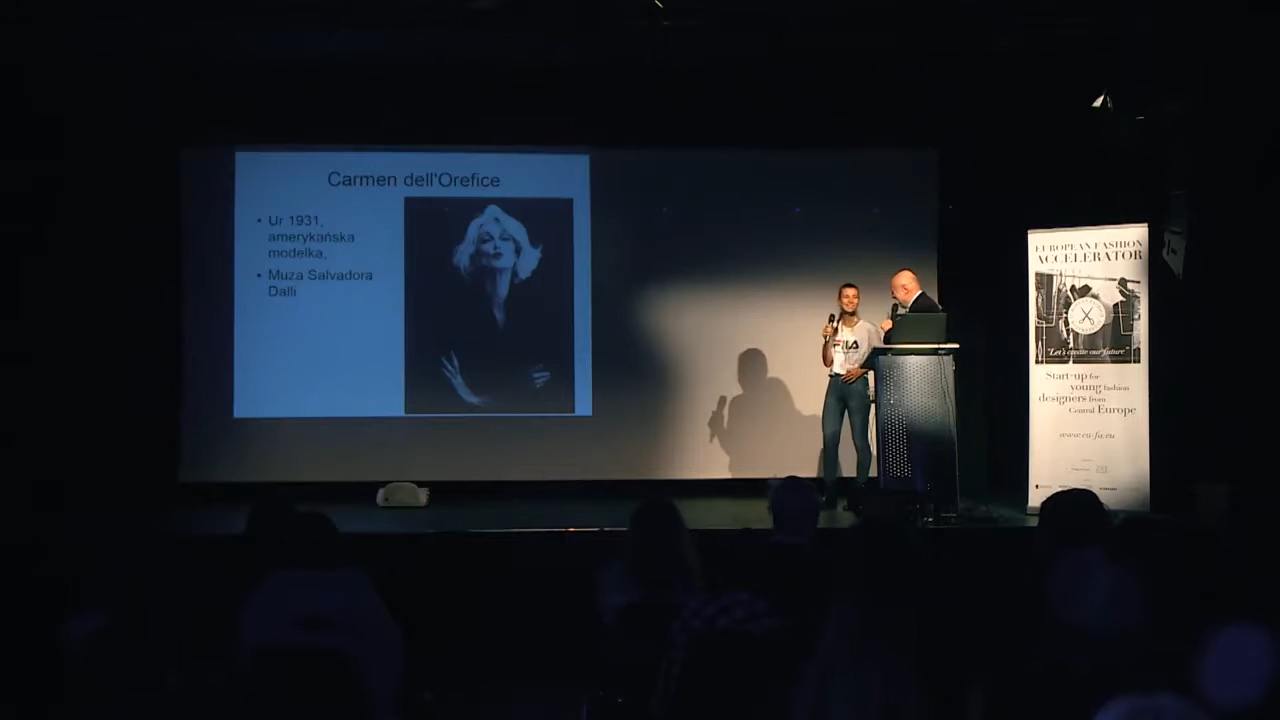 Carmen dell'Orefice
• Ur 1931,
amerykańska
modelka,
• Muza Salvadora
Dalli
FILA
EUROPEAN FASHION
ACCELERATOR
"Let's create our future"
Start-up for
young fashion
designers from
Central Europe
www.eu-fa.eu